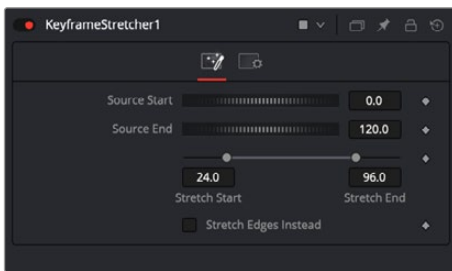 KeyframeStretcher1
Source Start 0.0
Source End 120.0
24.0 96.0
Stretch Start Stretch End
Stretch Edges Instead